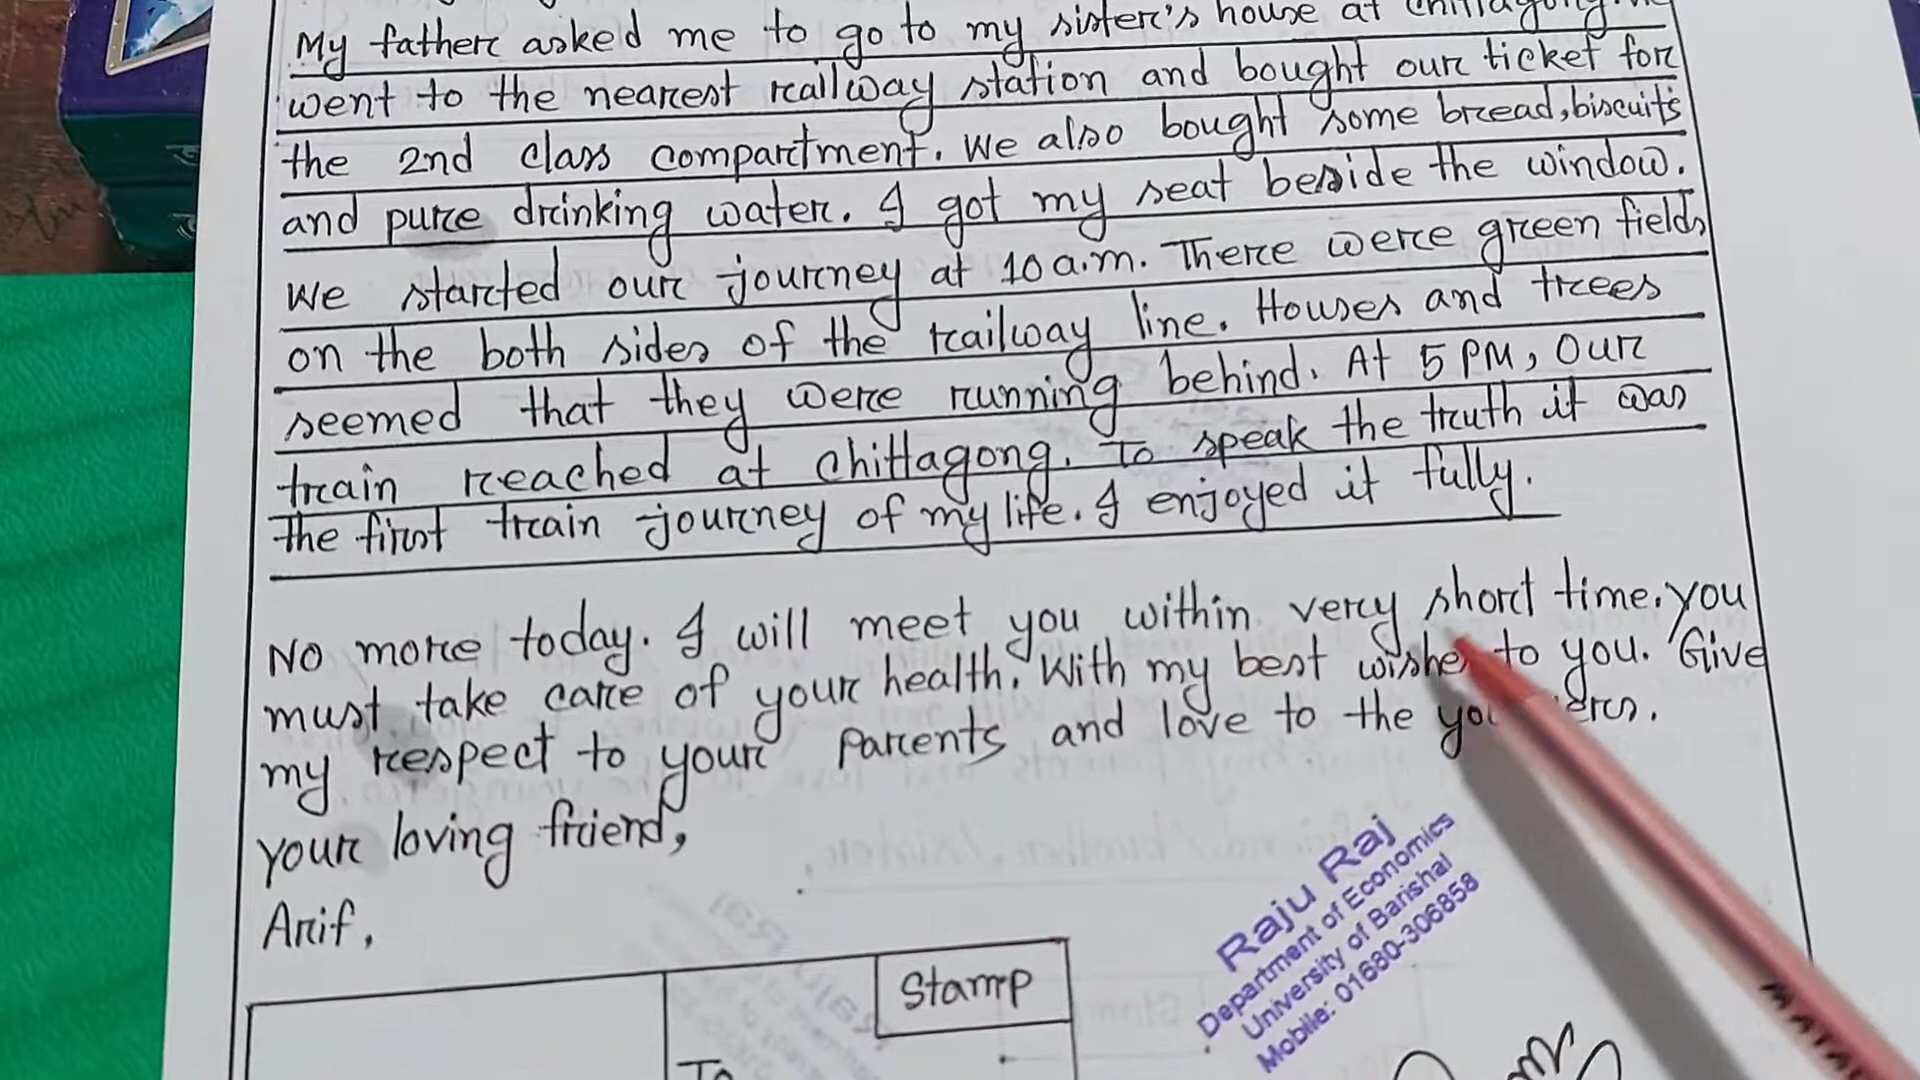 My father asked me to go to my sister's house at Chittagong. We
went to the nearest railway station and bought our ticket for
the 2nd class compartment. We also bought some bread, biscuits
and pure drinking water. I got my seat beside the window.
We started our journey at 10 a.m. There were green fields
on the both sides of the railway line. Houses and trees
seemed that they were running behind. At 5 PM, our
train reached at Chittagong. To speak the truth it was
the first train journey of my life. I enjoyed it fully.
No more today. I will meet you within very short time. You
must take care of your health. With my best wishes to you. Give
my respect to your parents and love to the
your loving friend,
Arif,
Stamp
To
Raju Raj
Department of Economics
University of Barishal
Mobile: 01680-306858